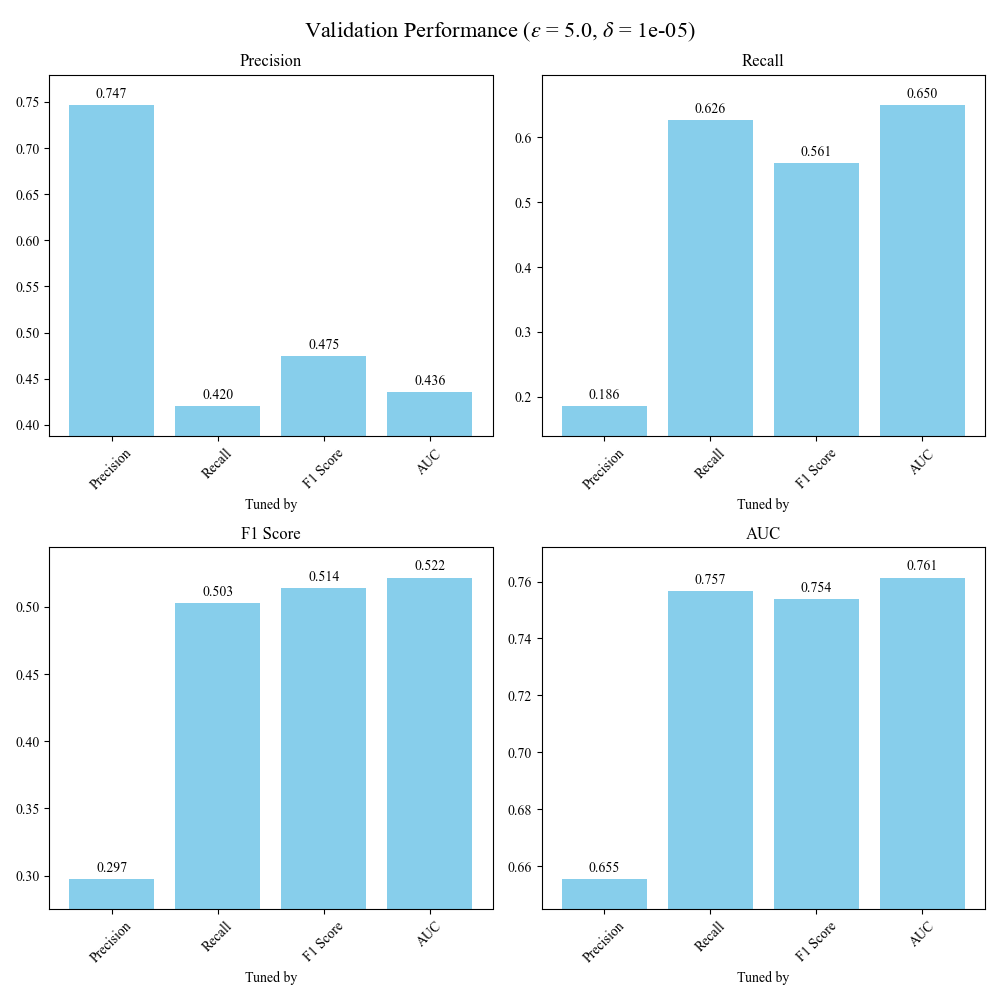 Validation Performance (ε = 5.0, δ = 1e-05)
Precision
0.75
0.70
0.65
0.60
0.55
0.50
0.45
0.40
0.747
0.420
0.475
0.436
Precision
Recall
F1 Score
AUC
Tuned by
Recall
0.6
0.5
0.4
0.3
0.2
0.186
0.626
0.561
0.650
Precision
Recall
F1 Score
AUC
Tuned by
F1 Score
0.50
0.45
0.40
0.35
0.30
0.297
0.503
0.514
0.522
Precision
Recall
F1 Score
AUC
Tuned by
AUC
0.76
0.74
0.72
0.70
0.68
0.66
0.655
0.757
0.754
0.761
Precision
Recall
F1 Score
AUC
Tuned by